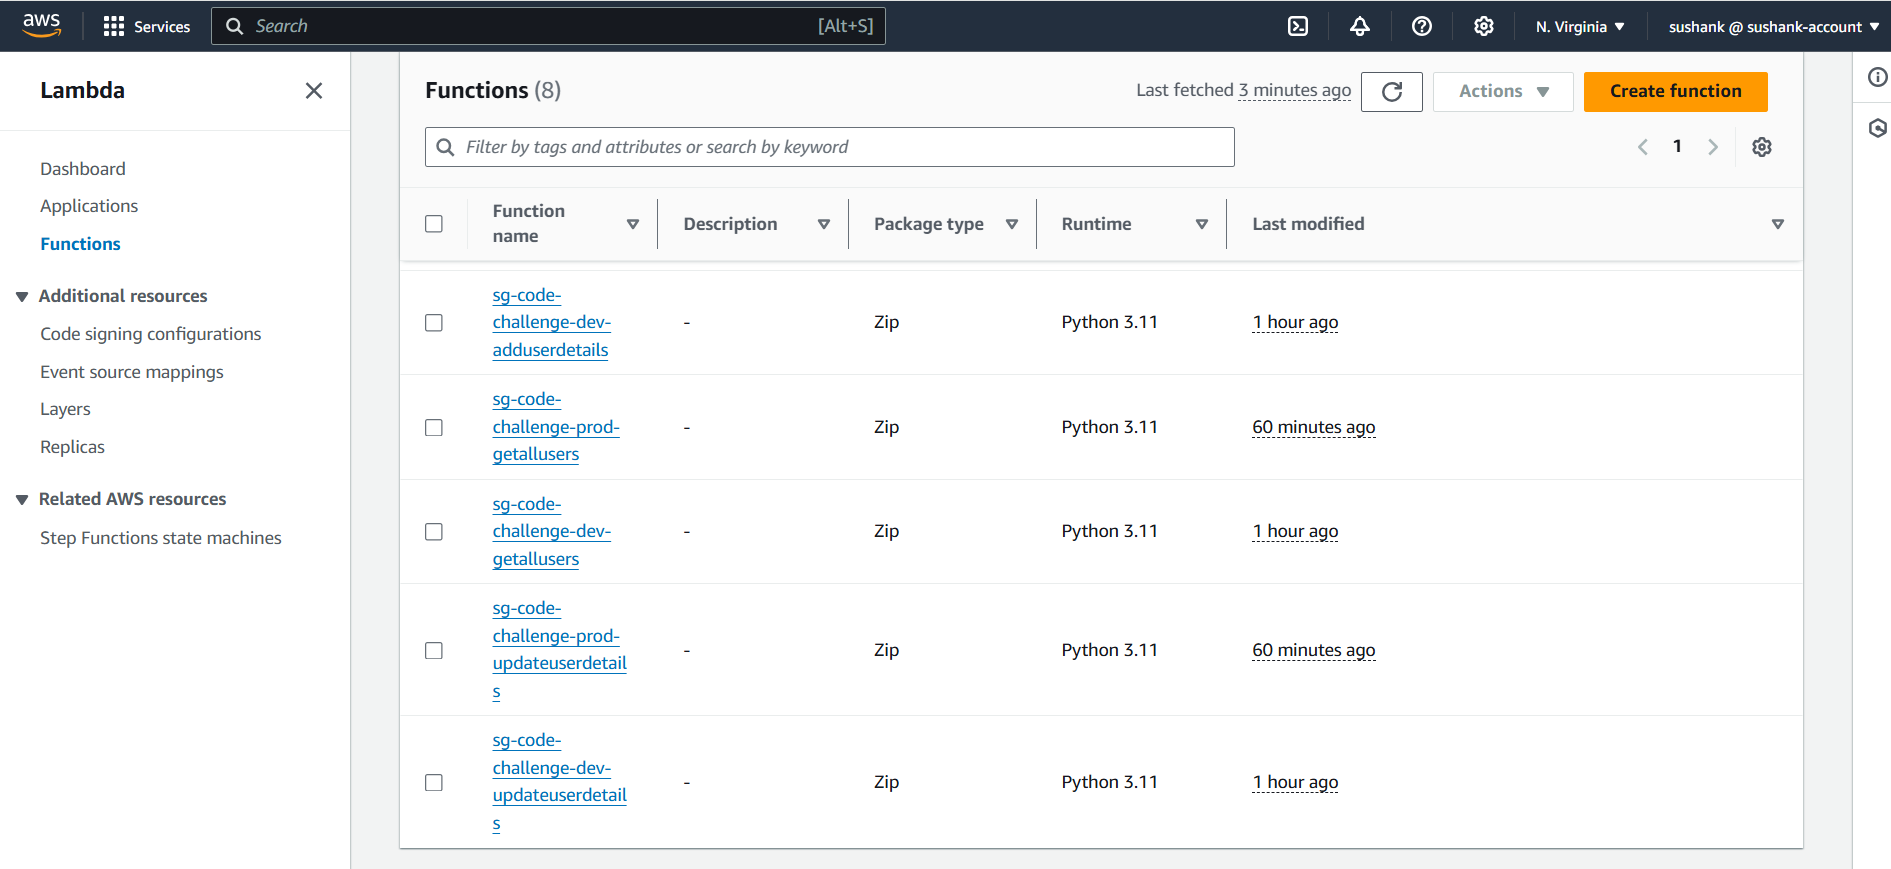 aws
Services
Search
[Alt+S]
N. Virginia
sushank @ sushank-account
Lambda
Dashboard
Applications
Functions
Additional resources
Code signing configurations
Event source mappings
Layers
Replicas
Related AWS resources
Step Functions state machines
Functions (8)
Last fetched 3 minutes ago
Actions
Create function
Filter by tags and attributes or search by keyword
1
Function
name
Description
Package type
Runtime
Last modified
sg-code-
challenge-dev-
adduserdetails
-
Zip
Python 3.11
1 hour ago
sg-code-
challenge-prod-
getallusers
-
Zip
Python 3.11
60 minutes ago
sg-code-
challenge-dev-
getallusers
-
Zip
Python 3.11
1 hour ago
sg-code-
challenge-prod-
updateuserdetail
s
-
Zip
Python 3.11
60 minutes ago
sg-code-
challenge-dev-
updateuserdetail
s
-
Zip
Python 3.11
1 hour ago